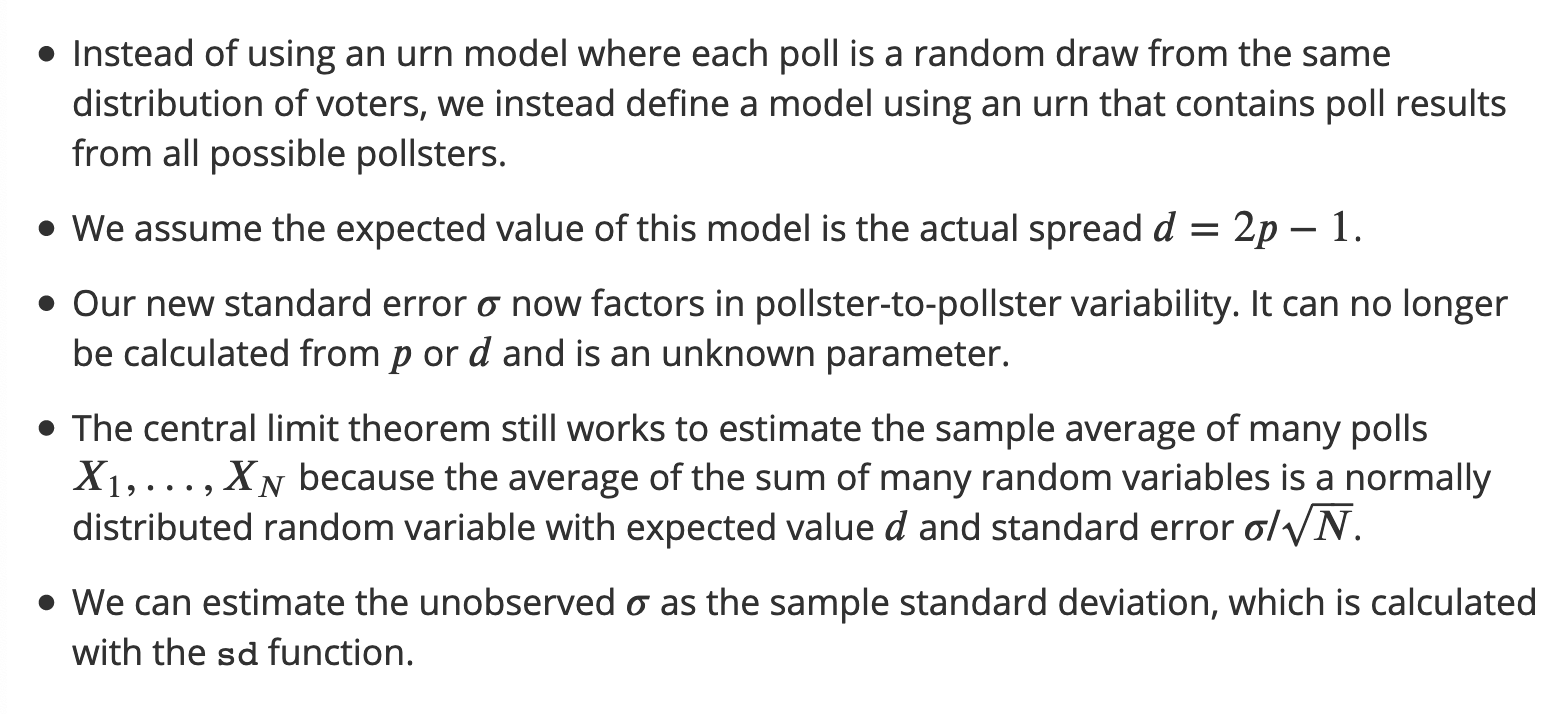 • Instead of using an urn model where each poll is a random draw from the same
distribution of voters, we instead define a model using an urn that contains poll results
from all possible pollsters.
• We assume the expected value of this model is the actual spread d = 2p − 1.
• Our new standard error σ now factors in pollster-to-pollster variability. It can no longer
be calculated from p or d and is an unknown parameter.
• The central limit theorem still works to estimate the sample average of many polls
X₁, . . . , X_N because the average of the sum of many random variables is a normally
distributed random variable with expected value d and standard error σ/√N.
• We can estimate the unobserved σ as the sample standard deviation, which is calculated
with the sd function.